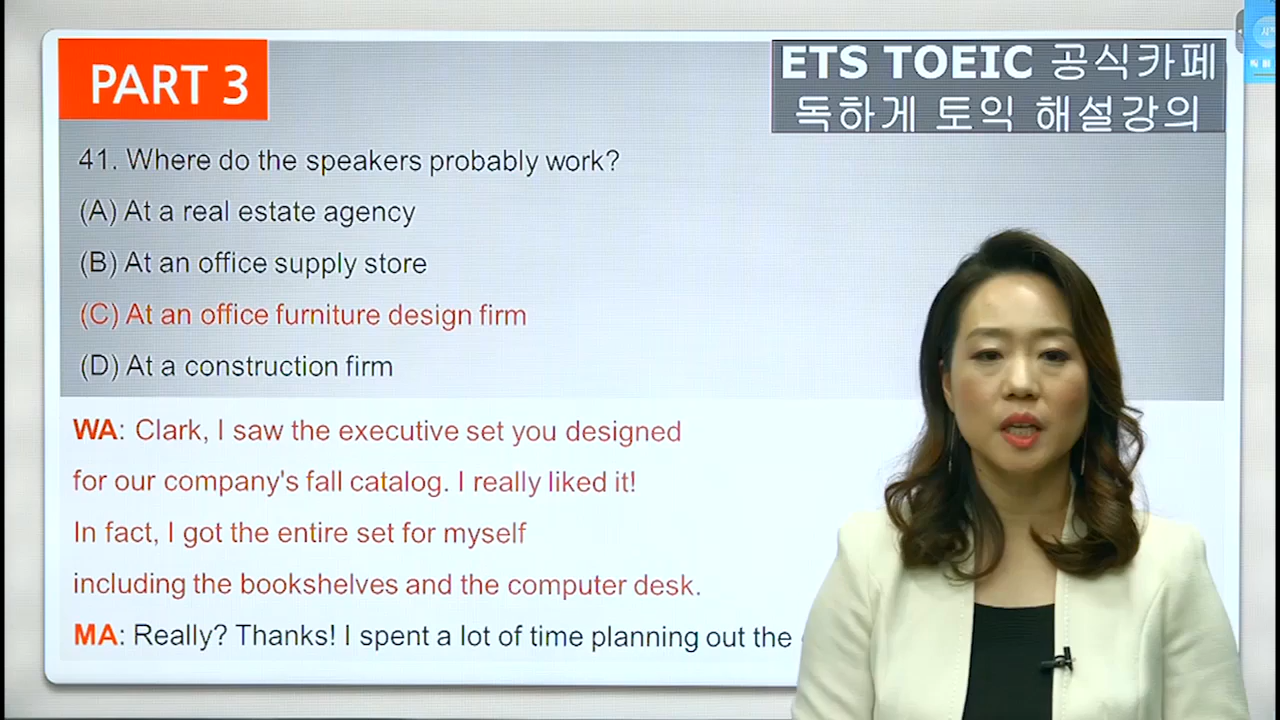 PART 3
ETS TOEIC 공식카페
독하게 토익 해설강의
41. Where do the speakers probably work?
(A) At a real estate agency
(B) At an office supply store
(C) At an office furniture design firm
(D) At a construction firm
WA: Clark, I saw the executive set you designed
for our company's fall catalog. I really liked it!
In fact, I got the entire set for myself
including the bookshelves and the computer desk.
MA: Really? Thanks! I spent a lot of time planning out the